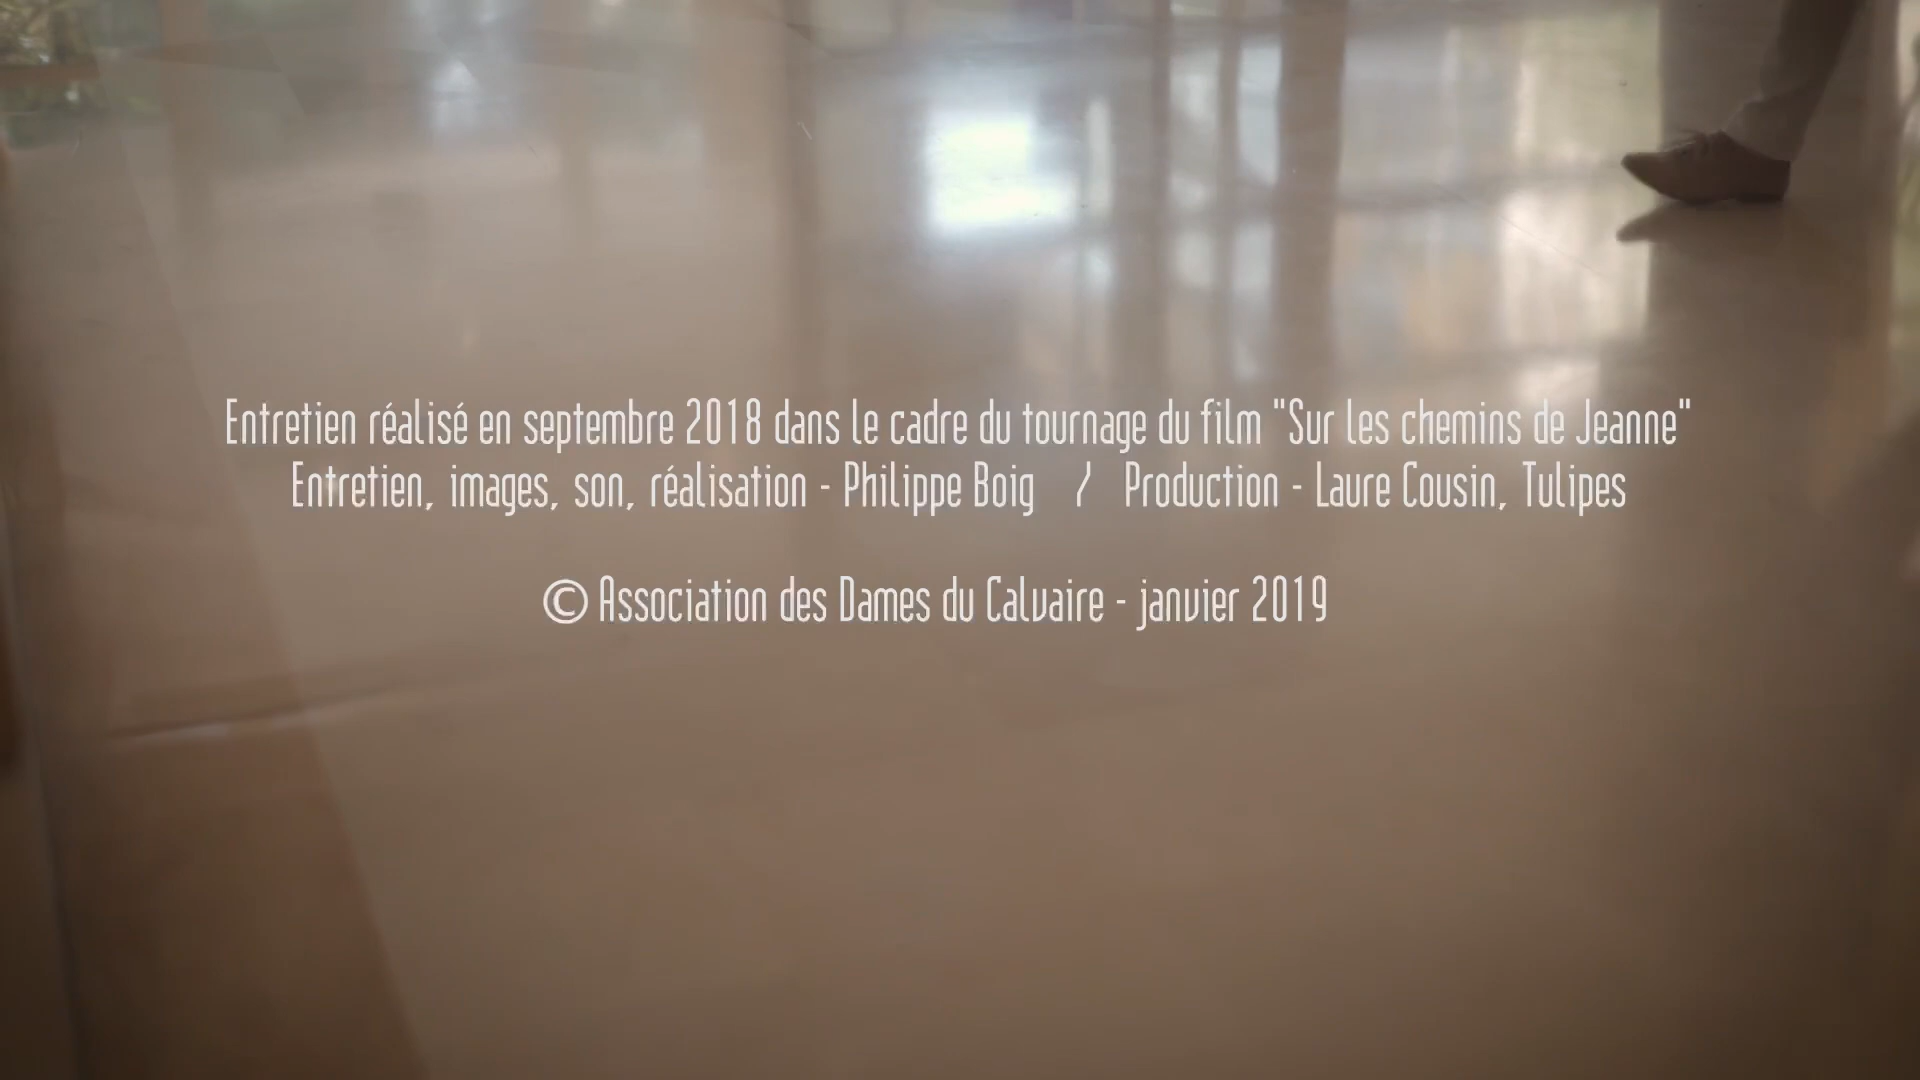 Entretien réalisé en septembre 2018 dans le cadre du tournage du film "Sur les chemins de Jeanne"
Entretien, images, son, réalisation - Philippe Boig / Production - Laure Cousin, Tulipes
© Association des Dames du Calvaire - janvier 2019